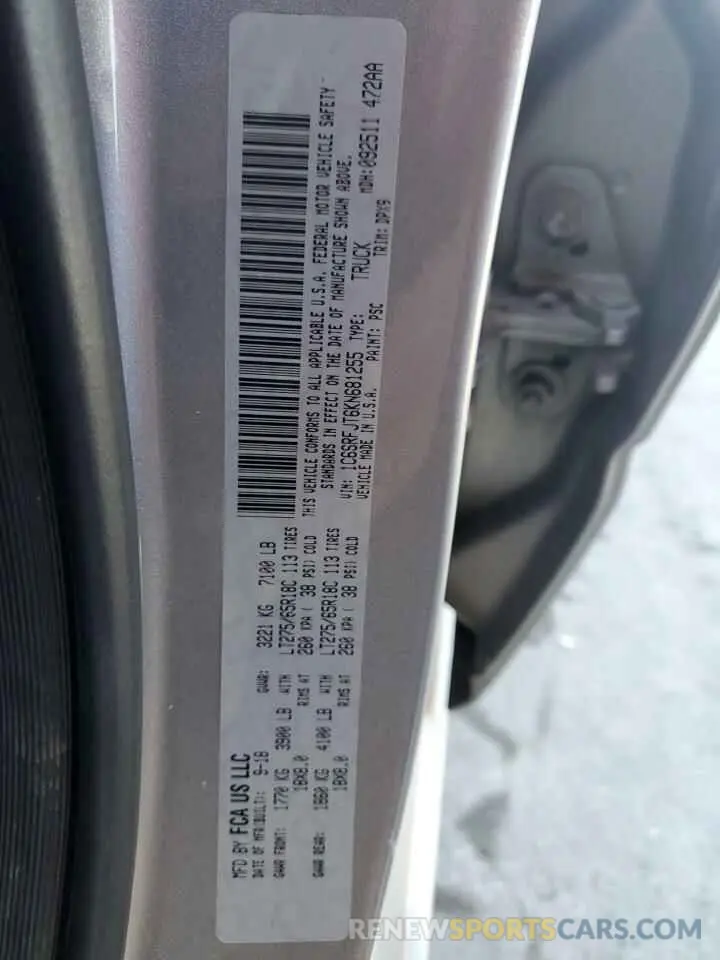 MFD BY FCA US LLC
DATE OF MFR(BUILT): 9-18 GVWR: 3221 KG 7100 LB
GAWR FRONT: 1770 KG 3900 LB WITH LT275/65R18C 113 TIRES
18X8.0 RIMS AT 260 KPA ( 38 PSI) COLD
GAWR REAR: 1860 KG 4100 LB WITH LT275/65R18C 113 TIRES
18X8.0 RIMS AT 260 KPA ( 38 PSI) COLD
THIS VEHICLE CONFORMS TO ALL APPLICABLE U.S.A. FEDERAL MOTOR VEHICLE SAFETY
STANDARDS IN EFFECT ON THE DATE OF MANUFACTURE SHOWN ABOVE.
VIN: 1C6SRFJT6KN681255 TYPE: TRUCK MDH:092511 472AA
VEHICLE MADE IN U.S.A. PAINT: PSC TRIM: DPX9
RENEWSPORTSCARS.COM